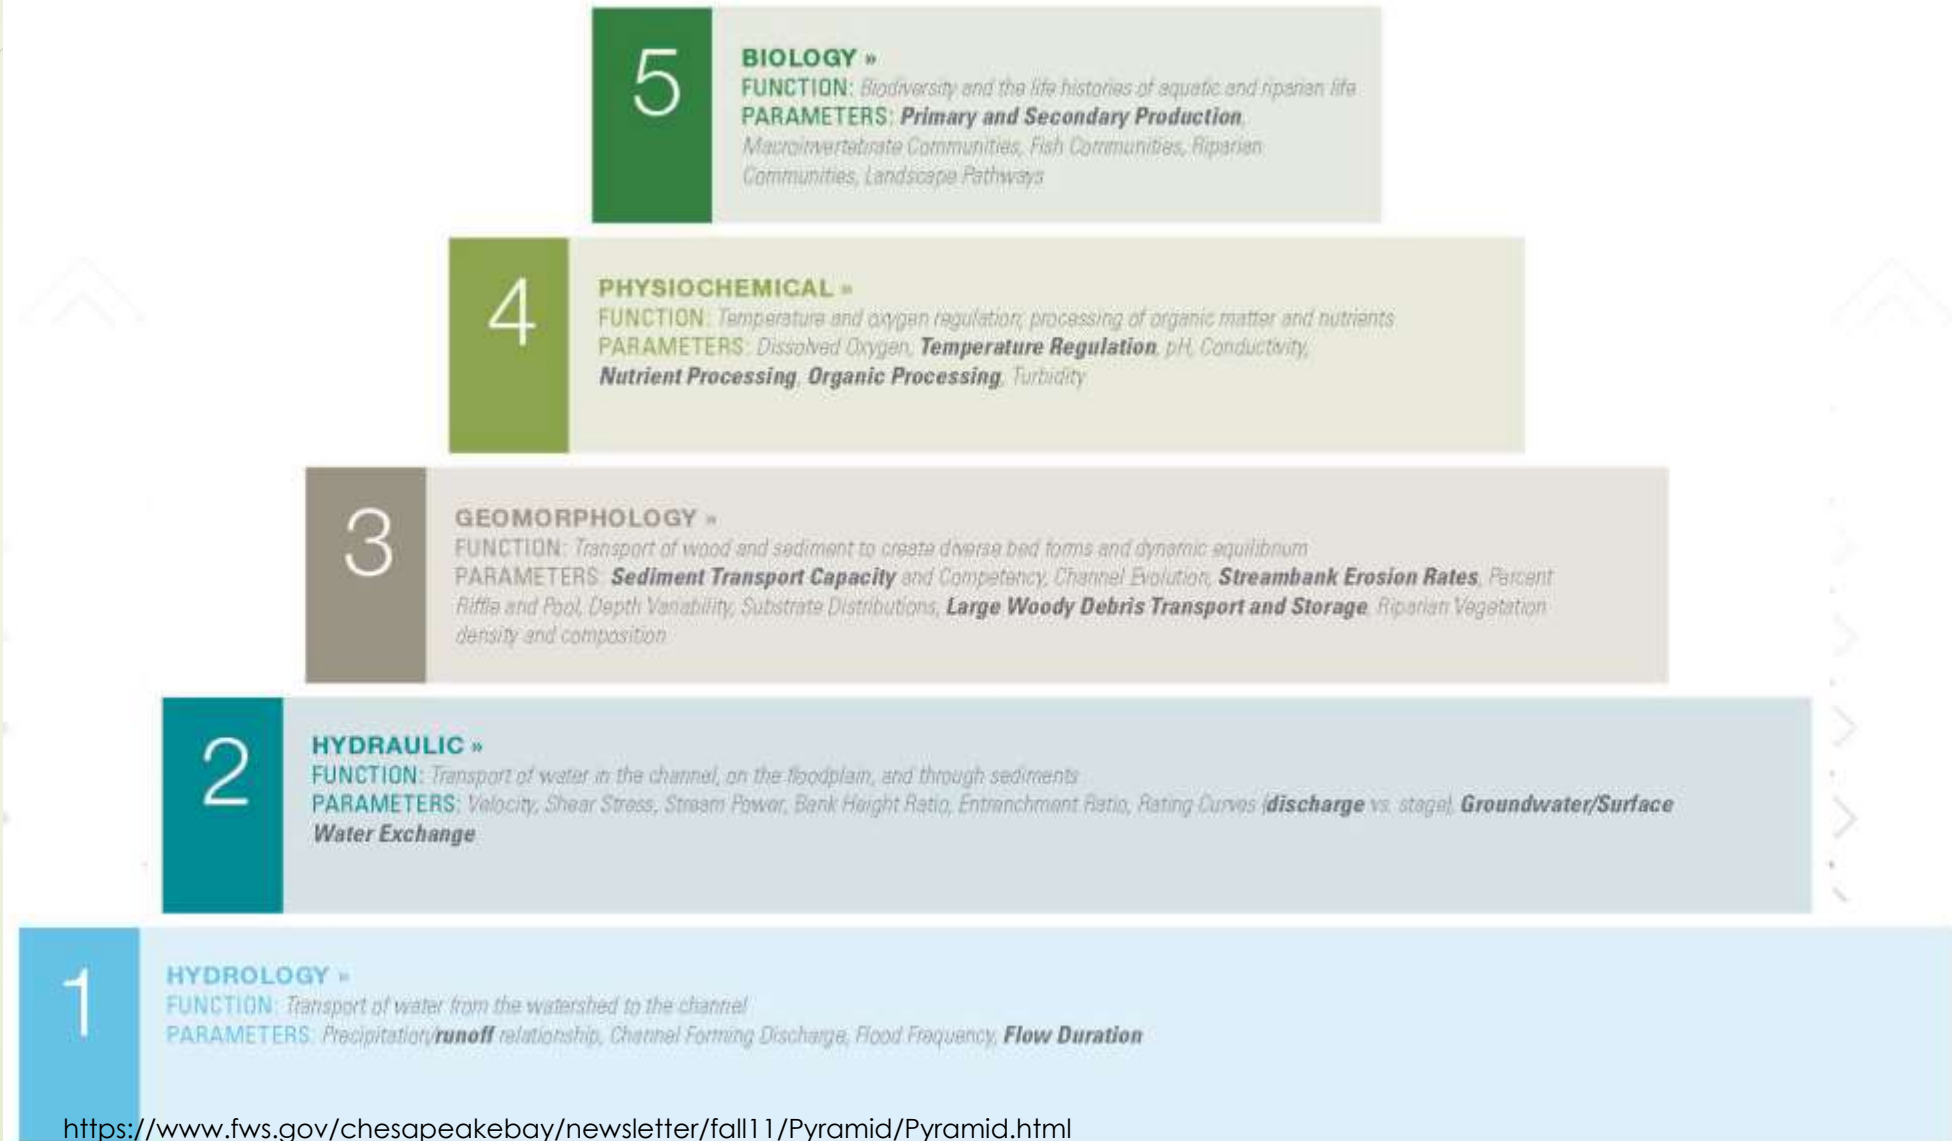 5
BIOLOGY »
FUNCTION: Biodiversity and the life histories of aquatic and riparian life
PARAMETERS: Primary and Secondary Production,
Macroinvertebrate Communities, Fish Communities, Riparian
Communities, Landscape Pathways
4
PHYSIOCHEMICAL »
FUNCTION: Temperature and oxygen regulation; processing of organic matter and nutrients
PARAMETERS: Dissolved Oxygen, Temperature Regulation, pH, Conductivity,
Nutrient Processing, Organic Processing, Turbidity
3
GEOMORPHOLOGY »
FUNCTION: Transport of wood and sediment to create diverse bed forms and dynamic equilibrium
PARAMETERS: Sediment Transport Capacity and Competency, Channel Evolution, Streambank Erosion Rates, Percent
Riffle and Pool, Depth Variability, Substrate Distributions, Large Woody Debris Transport and Storage, Riparian Vegetation
density and composition
2
HYDRAULIC »
FUNCTION: Transport of water in the channel, on the floodplain, and through sediments
PARAMETERS: Velocity, Shear Stress, Stream Power, Bank Height Ratio, Entrenchment Ratio, Rating Curves (discharge vs. stage), Groundwater/Surface
Water Exchange
1
HYDROLOGY »
FUNCTION: Transport of water from the watershed to the channel
PARAMETERS: Precipitation/runoff relationship, Channel Forming Discharge, Flood Frequency, Flow Duration
https://www.fws.gov/chesapeakebay/newsletter/fall11/Pyramid/Pyramid.html